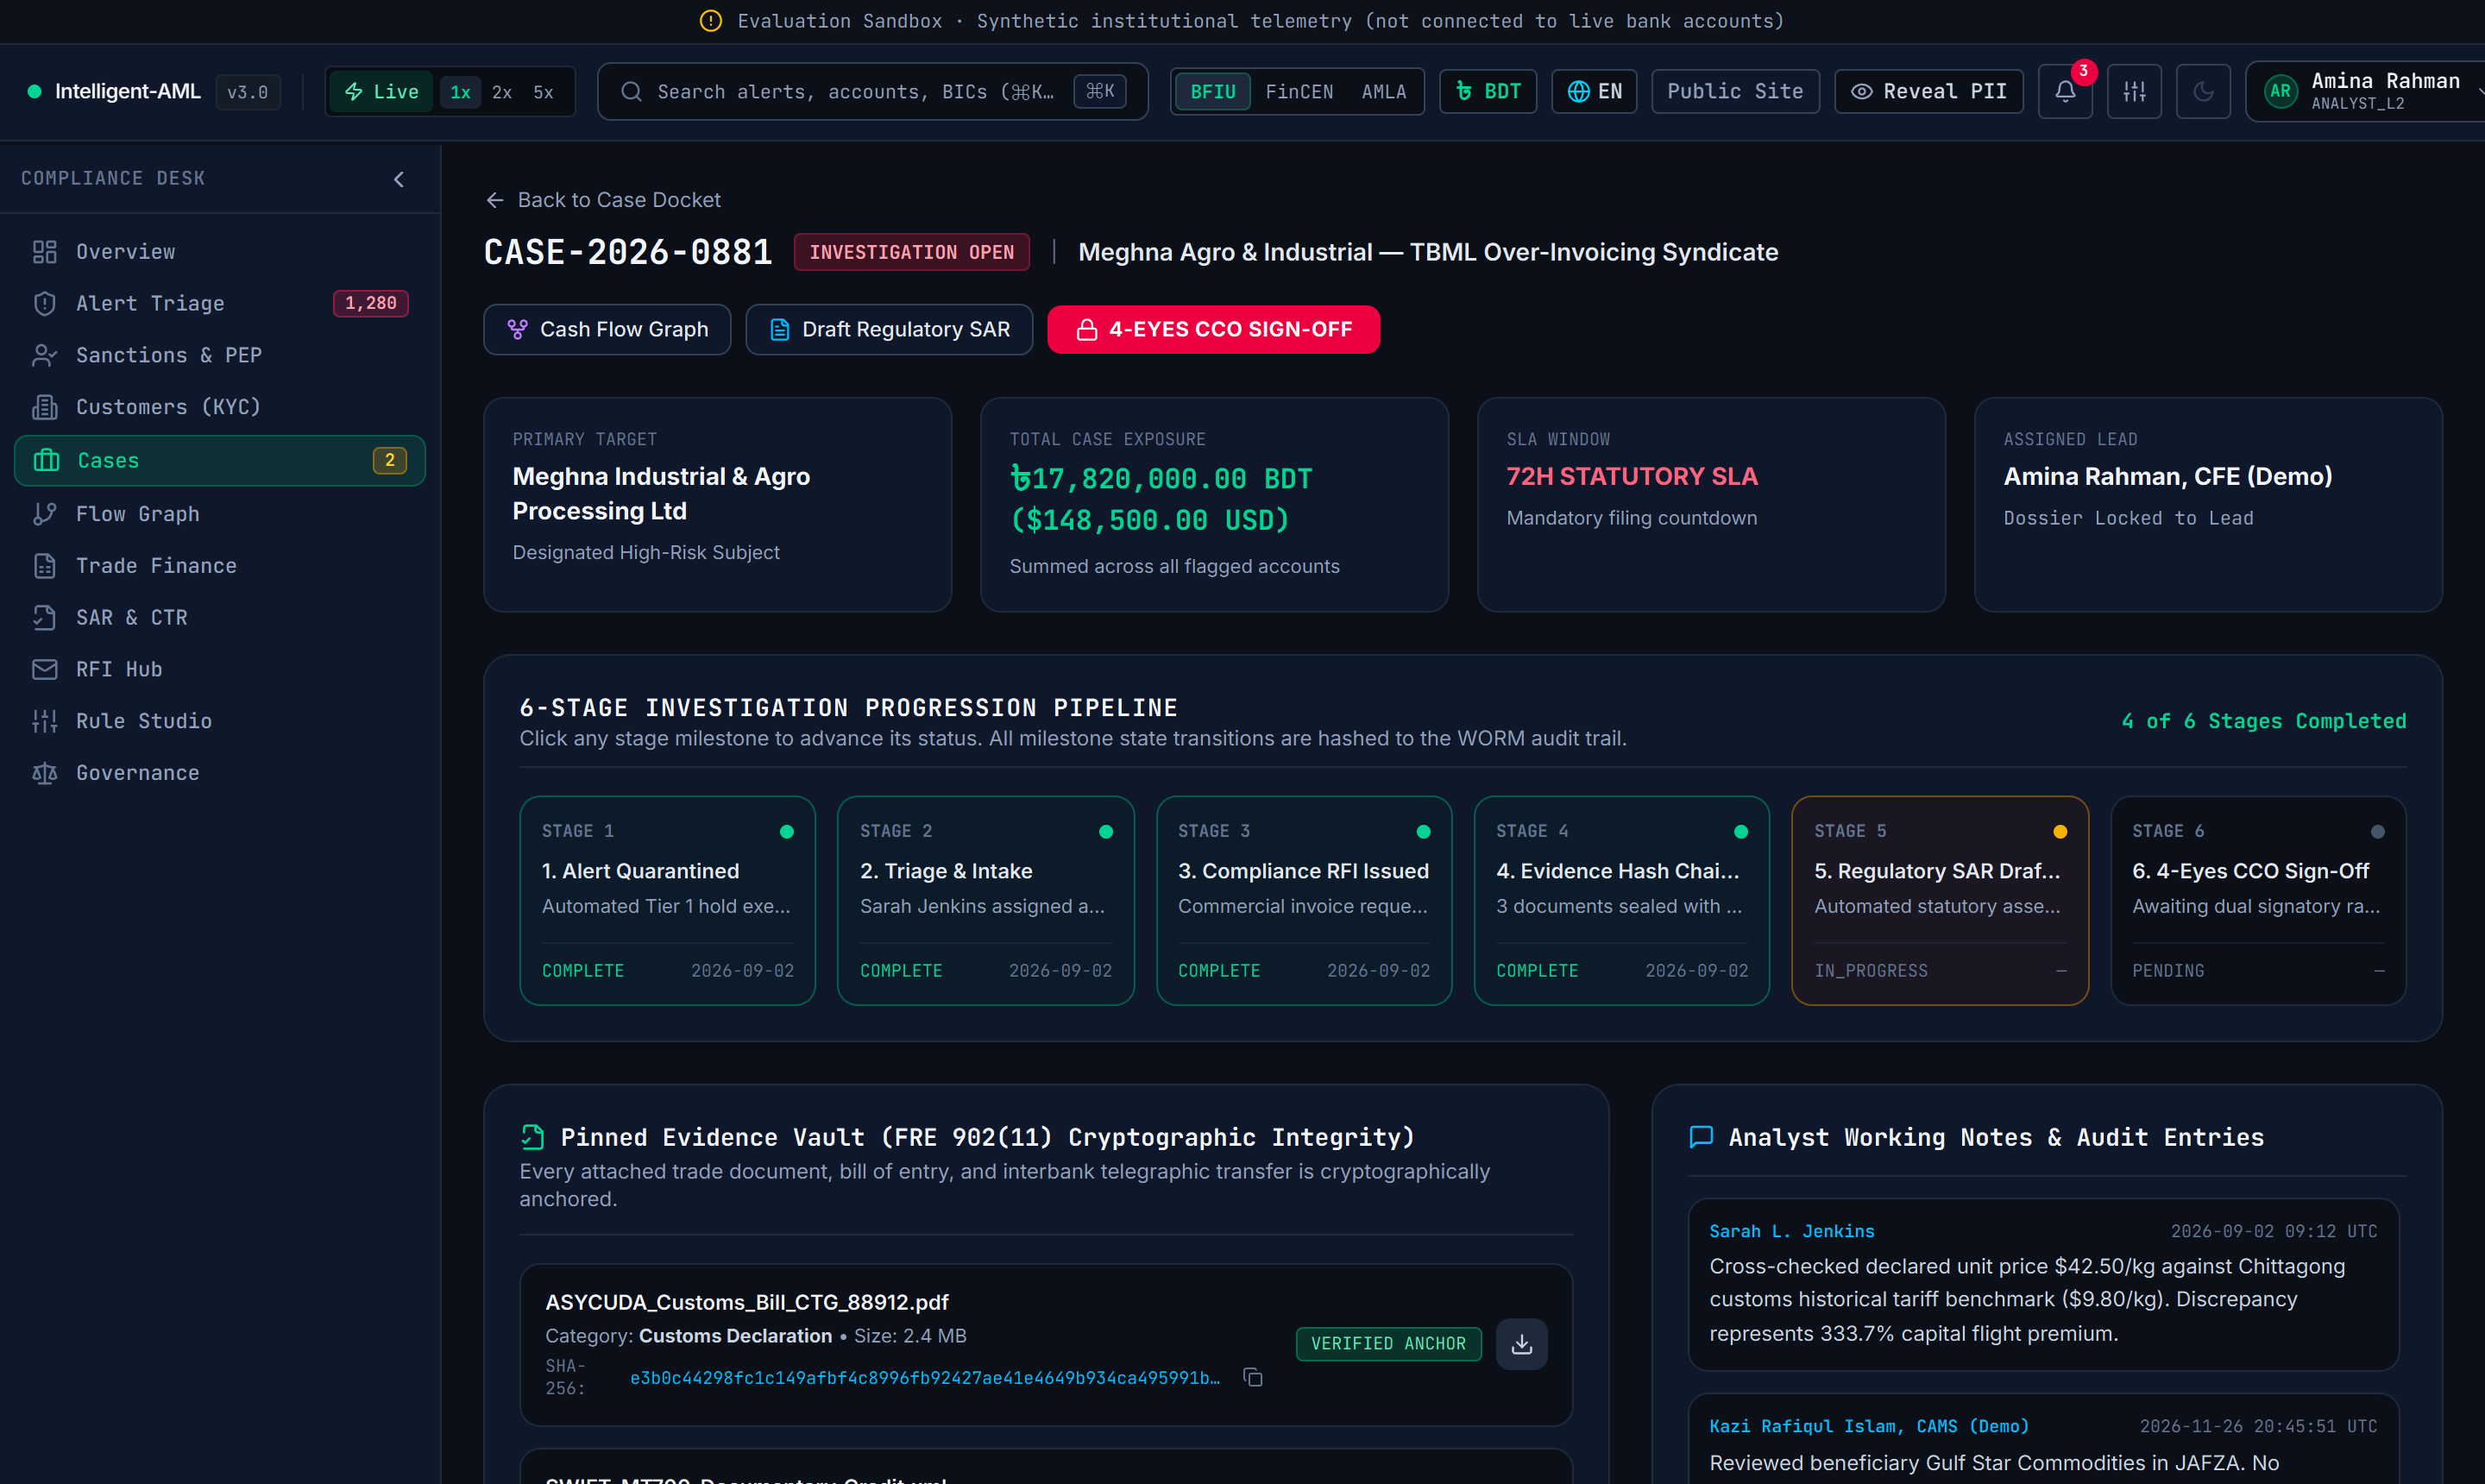 Evaluation Sandbox · Synthetic institutional telemetry (not connected to live bank accounts)
Intelligent-AML v3.0 Live 1x 2x 5x Search alerts, accounts, BICs (⌘K… ⌘K BFIU FinCEN AMLA ৳ BDT EN Public Site Reveal PII 3 AR Amina Rahman
ANALYST_L2
COMPLIANCE DESK
Overview
Alert Triage 1,280
Sanctions & PEP
Customers (KYC)
Cases 2
Flow Graph
Trade Finance
SAR & CTR
RFI Hub
Rule Studio
Governance
Back to Case Docket
CASE-2026-0881 INVESTIGATION OPEN | Meghna Agro & Industrial — TBML Over-Invoicing Syndicate
Cash Flow Graph Draft Regulatory SAR 4-EYES CCO SIGN-OFF
PRIMARY TARGET
Meghna Industrial & Agro
Processing Ltd
Designated High-Risk Subject
TOTAL CASE EXPOSURE
৳17,820,000.00 BDT
($148,500.00 USD)
Summed across all flagged accounts
SLA WINDOW
72H STATUTORY SLA
Mandatory filing countdown
ASSIGNED LEAD
Amina Rahman, CFE (Demo)
Dossier Locked to Lead
6-STAGE INVESTIGATION PROGRESSION PIPELINE
Click any stage milestone to advance its status. All milestone state transitions are hashed to the WORM audit trail.
4 of 6 Stages Completed
STAGE 1
1. Alert Quarantined
Automated Tier 1 hold exe...
COMPLETE 2026-09-02
STAGE 2
2. Triage & Intake
Sarah Jenkins assigned a...
COMPLETE 2026-09-02
STAGE 3
3. Compliance RFI Issued
Commercial invoice reque...
COMPLETE 2026-09-02
STAGE 4
4. Evidence Hash Chai...
3 documents sealed with ...
COMPLETE 2026-09-02
STAGE 5
5. Regulatory SAR Draf...
Automated statutory asse...
IN_PROGRESS —
STAGE 6
6. 4-Eyes CCO Sign-Off
Awaiting dual signatory ra...
PENDING —
Pinned Evidence Vault (FRE 902(11) Cryptographic Integrity)
Every attached trade document, bill of entry, and interbank telegraphic transfer is cryptographically
anchored.
ASYCUDA_Customs_Bill_CTG_88912.pdf
Category: Customs Declaration • Size: 2.4 MB
SHA-
256: e3b0c44298fc1c149afbf4c8996fb92427ae41e4649b934ca495991b…
VERIFIED ANCHOR
SWIFT_MT700_Documentary_Credit.xml
Analyst Working Notes & Audit Entries
Sarah L. Jenkins 2026-09-02 09:12 UTC
Cross-checked declared unit price $42.50/kg against Chittagong
customs historical tariff benchmark ($9.80/kg). Discrepancy
represents 333.7% capital flight premium.
Kazi Rafiqul Islam, CAMS (Demo) 2026-11-26 20:45:51 UTC
Reviewed beneficiary Gulf Star Commodities in JAFZA. No